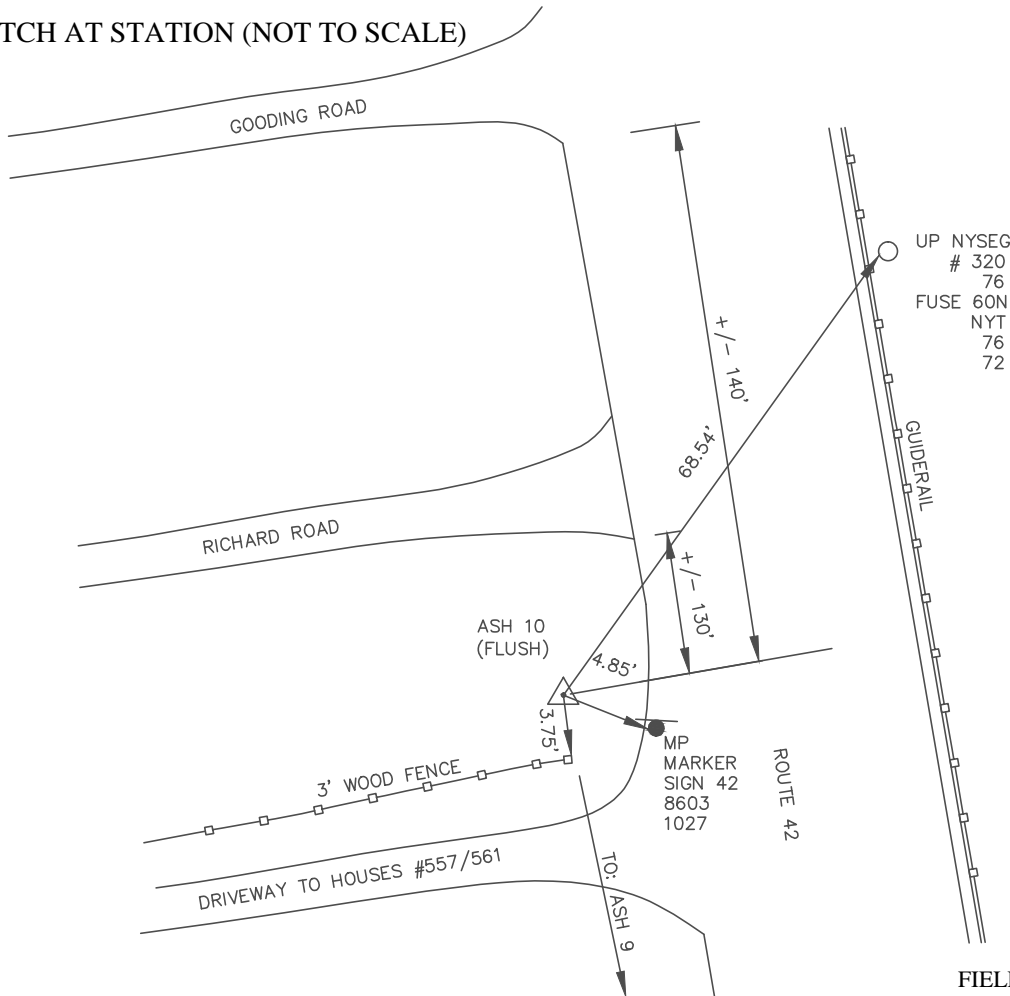 TCH AT STATION (NOT TO SCALE)
GOODING ROAD
UP NYSEG
# 320
76
FUSE 60N
NYT
76
72
+/- 140'
68.54'
GUIDERAIL
RICHARD ROAD
+/- 130'
ASH 10
(FLUSH)
4.85'
3.75'
MP
MARKER
SIGN 42
8603
1027
ROUTE 42
3' WOOD FENCE
DRIVEWAY TO HOUSES #557/561
TO: ASH 9
FIEL